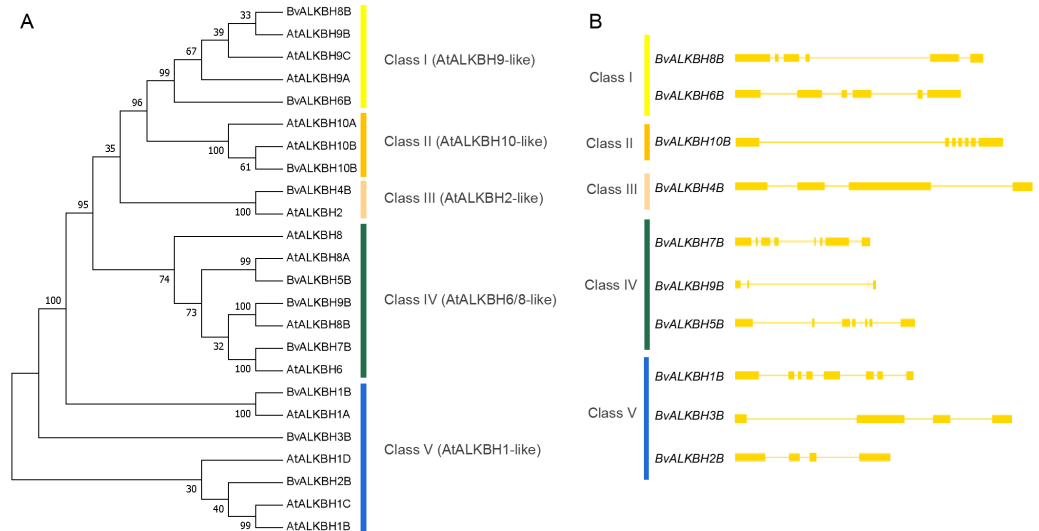 A
33
39
67
99
96
35
95
100
100
61
100
74
99
73
100
32
100
100
30
40
99
BvALKBH8B
AtALKBH9B
AtALKBH9C
AtALKBH9A
BvALKBH6B
AtALKBH10A
AtALKBH10B
BvALKBH10B
BvALKBH4B
AtALKBH2
AtALKBH8
AtALKBH8A
BvALKBH5B
BvALKBH9B
AtALKBH8B
BvALKBH7B
AtALKBH6
BvALKBH1B
AtALKBH1A
BvALKBH3B
AtALKBH1D
BvALKBH2B
AtALKBH1C
AtALKBH1B
Class I (AtALKBH9-like)
Class II (AtALKBH10-like)
Class III (AtALKBH2-like)
Class IV (AtALKBH6/8-like)
Class V (AtALKBH1-like)
B
Class I
BvALKBH8B
BvALKBH6B
Class II
BvALKBH10B
Class III
BvALKBH4B
Class IV
BvALKBH7B
BvALKBH9B
BvALKBH5B
Class V
BvALKBH1B
BvALKBH3B
BvALKBH2B